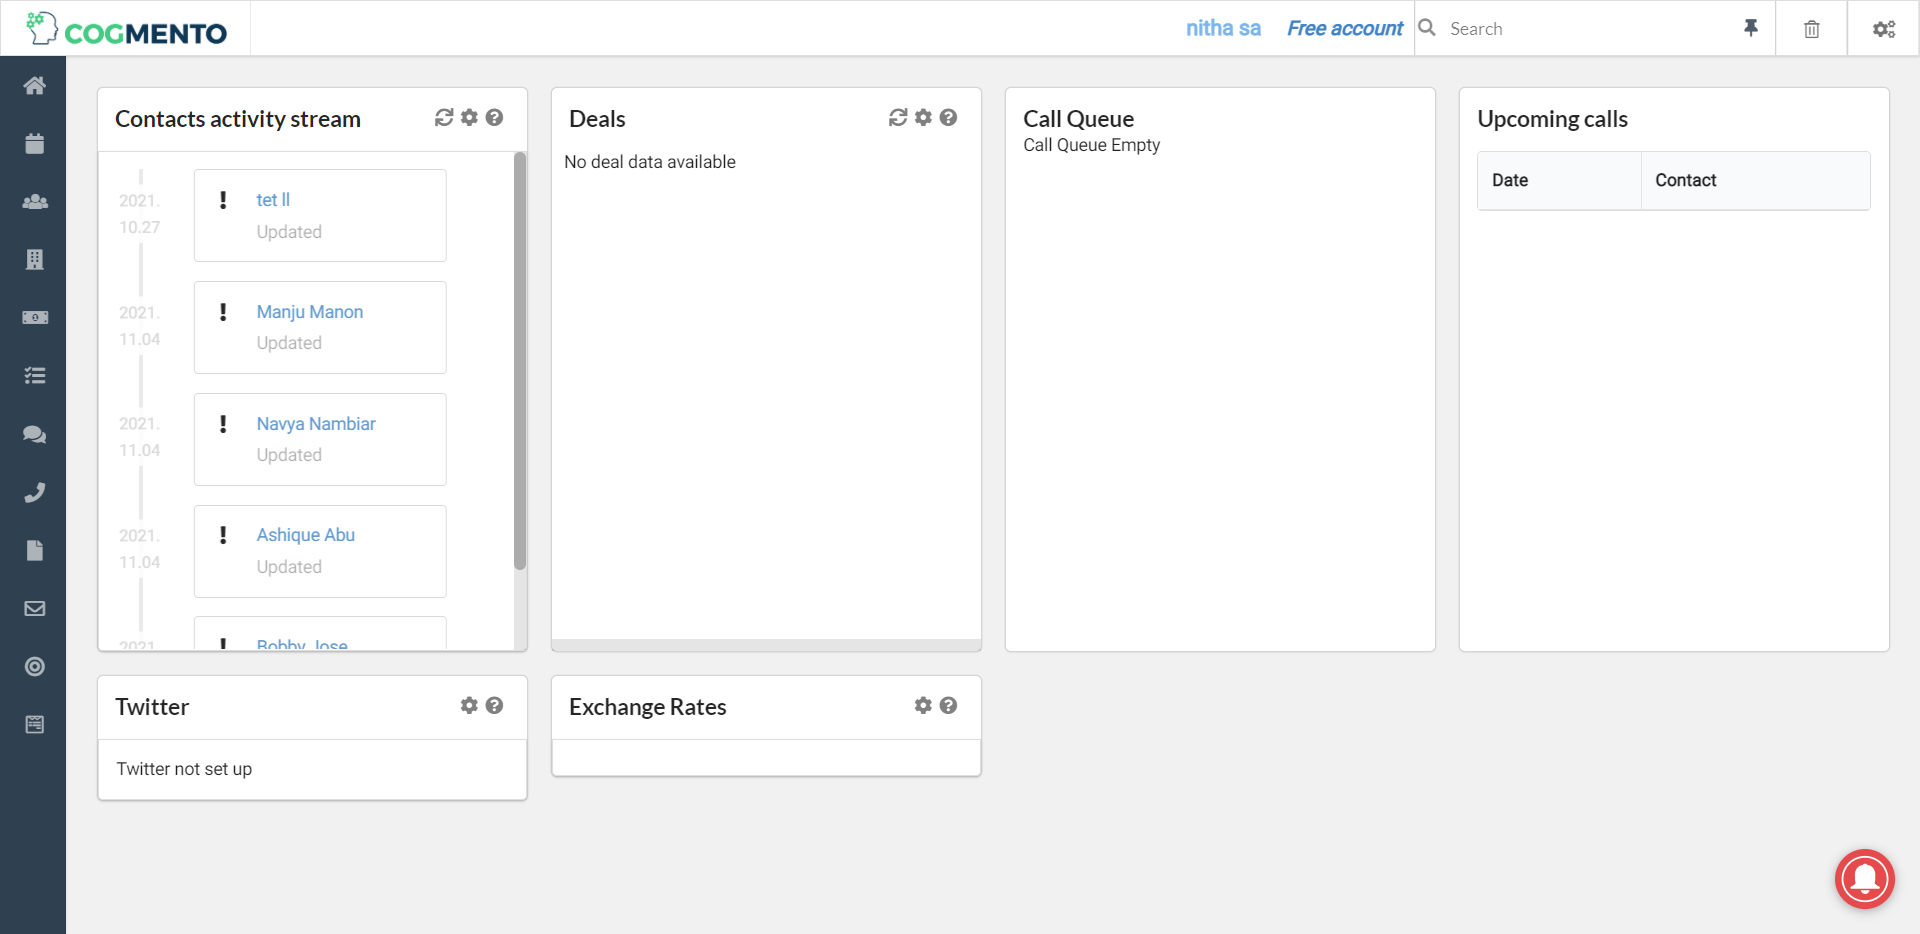 COGMENTO
nitha sa
Free account
Search
Contacts activity stream
2021.
10.27
tet ll
Updated
2021.
11.04
Manju Manon
Updated
2021.
11.04
Navya Nambiar
Updated
2021.
11.04
Ashique Abu
Updated
2021.
Bobby Jose
Deals
No deal data available
Call Queue
Call Queue Empty
Upcoming calls
Date
Contact
Twitter
Twitter not set up
Exchange Rates